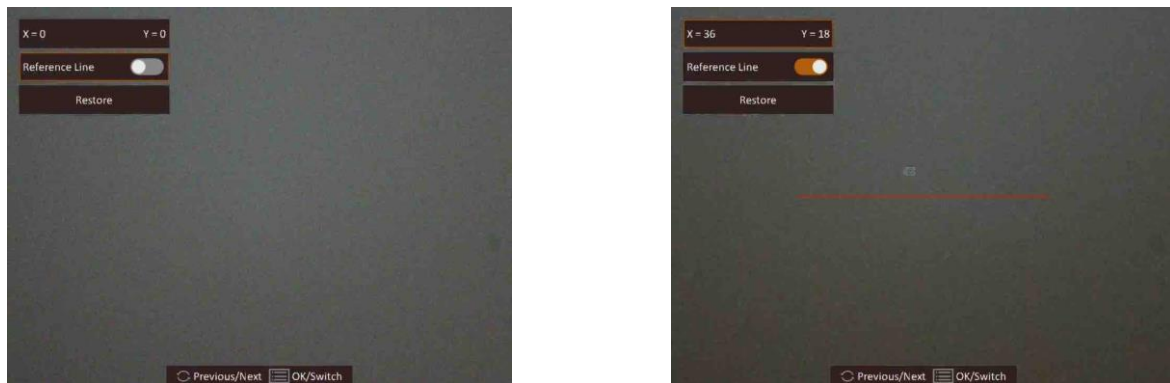 X = 0 Y = 0
Reference Line
Restore
Previous/Next OK/Switch
X = 36 Y = 18
Reference Line
Restore
Previous/Next OK/Switch